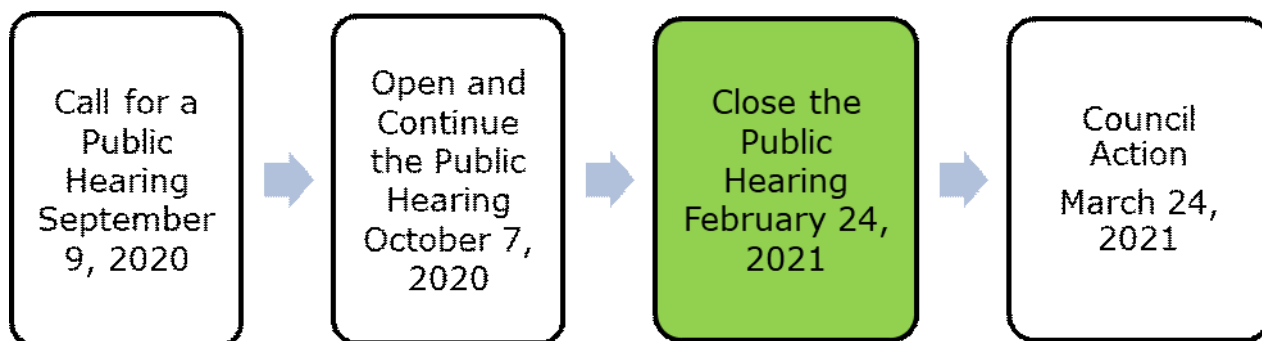 Call for a
Public
Hearing
September
9, 2020
Open and
Continue
the Public
Hearing
October 7,
2020
Close the
Public
Hearing
February 24,
2021
Council
Action
March 24,
2021